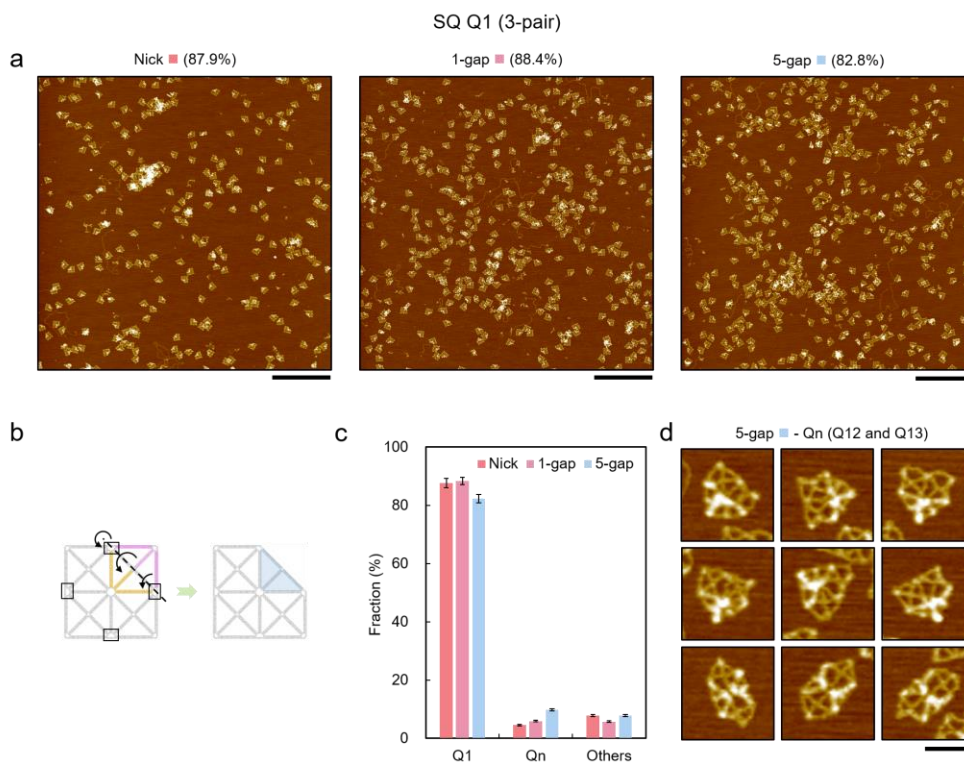 SQ Q1 (3-pair)
a
Nick (87.9%)
1-gap (88.4%)
5-gap (82.8%)
b
c
100
80
60
40
20
0
Fraction (%)
Nick 1-gap 5-gap
Q1 Qn Others
d
5-gap - Qn (Q12 and Q13)